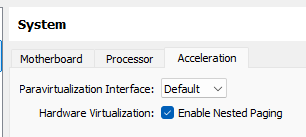 System
Motherboard Processor Acceleration
Paravirtualization Interface: Default
Hardware Virtualization: Enable Nested Paging